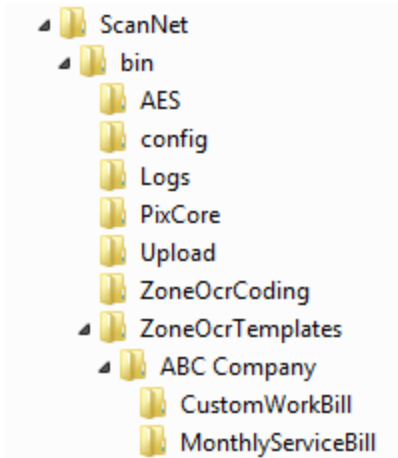 ScanNet
bin
AES
config
Logs
PixCore
Upload
ZoneOcrCoding
ZoneOcrTemplates
ABC Company
CustomWorkBill
MonthlyServiceBill